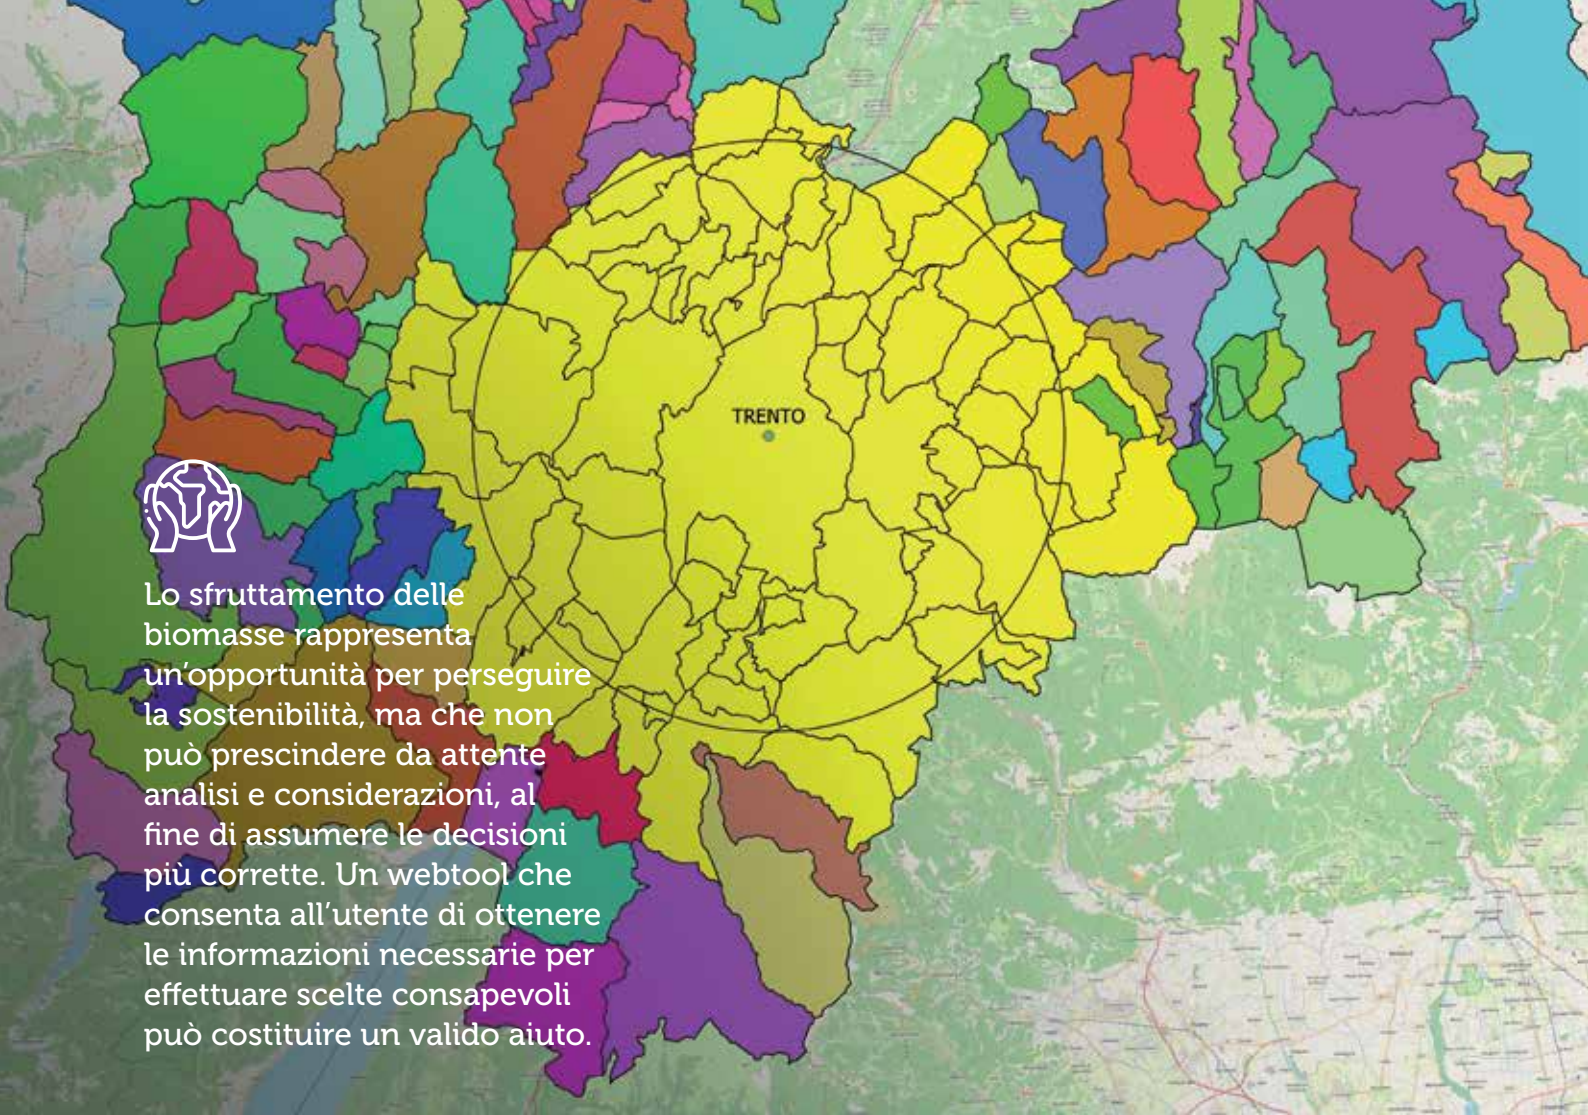 TRENTO
Lo sfruttamento delle
biomasse rappresenta
un’opportunità per perseguire
la sostenibilità, ma che non
può prescindere da attente
analisi e considerazioni, al
fine di assumere le decisioni
più corrette. Un webtool che
consenta all’utente di ottenere
le informazioni necessarie per
effettuare scelte consapevoli
può costituire un valido aiuto.